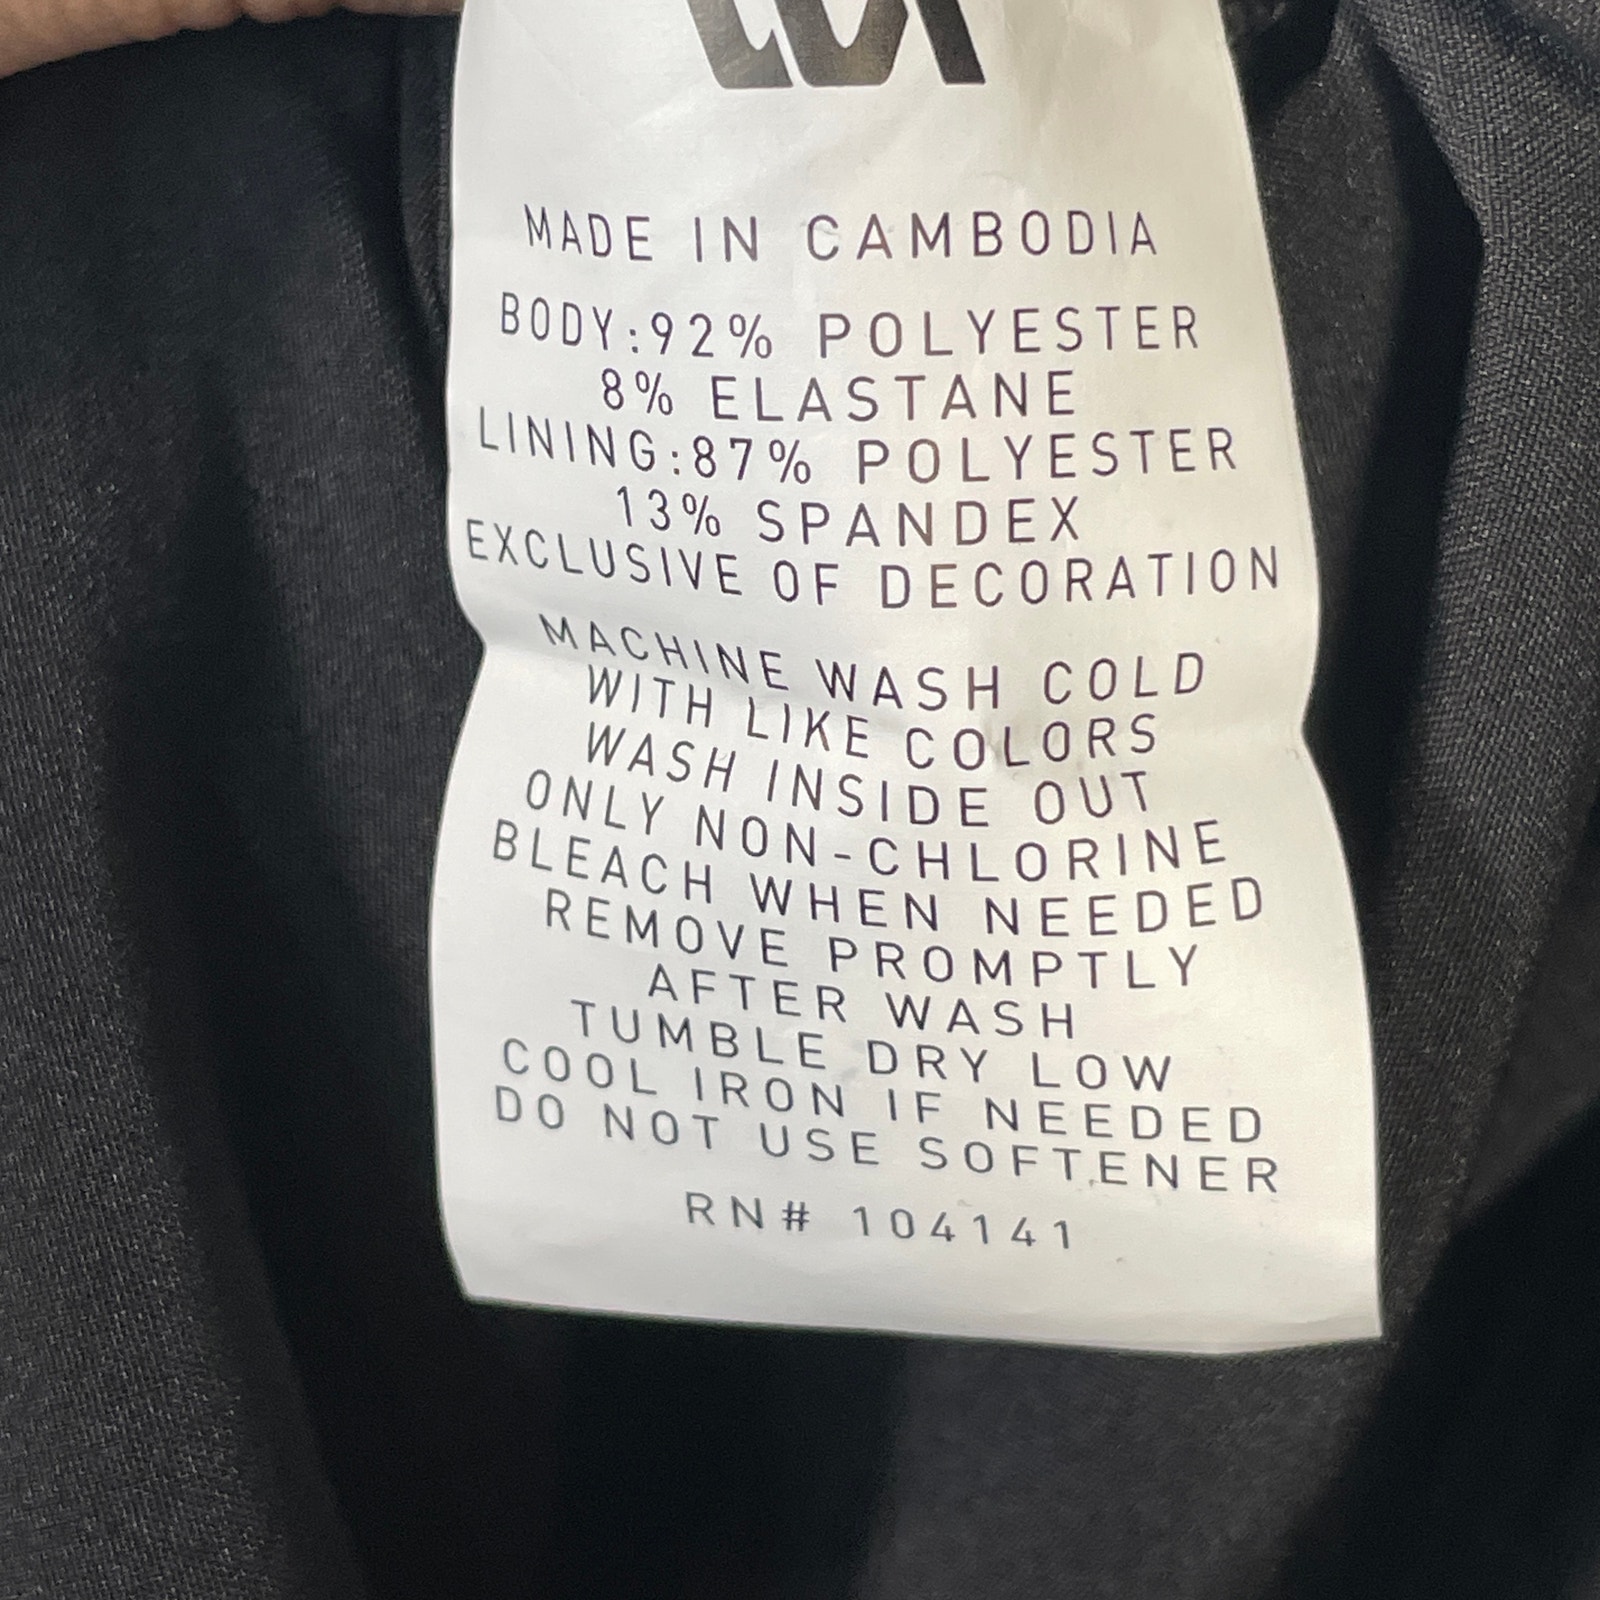 MADE IN CAMBODIA
BODY:92% POLYESTER
8% ELASTANE
LINING:87% POLYESTER
13% SPANDEX
EXCLUSIVE OF DECORATION
MACHINE WASH COLD
WITH LIKE COLORS
WASH INSIDE OUT
ONLY NON-CHLORINE
BLEACH WHEN NEEDED
REMOVE PROMPTLY
AFTER WASH
TUMBLE DRY LOW
COOL IRON IF NEEDED
DO NOT USE SOFTENER
RN# 104141